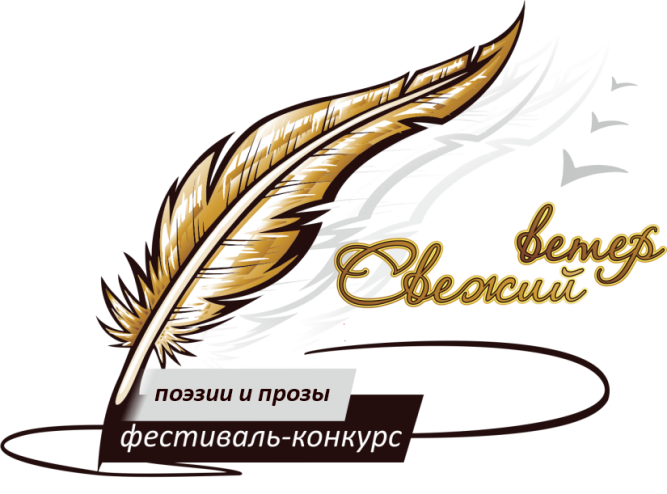 Свежий
ветер
поэзии и прозы
фестиваль-конкурс